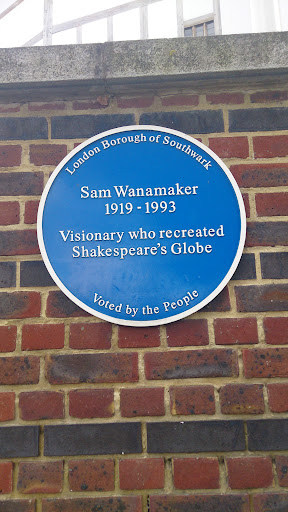 London Borough of Southwark
Sam Wanamaker
1919 - 1993
Visionary who recreated
Shakespeare's Globe
Voted by the People